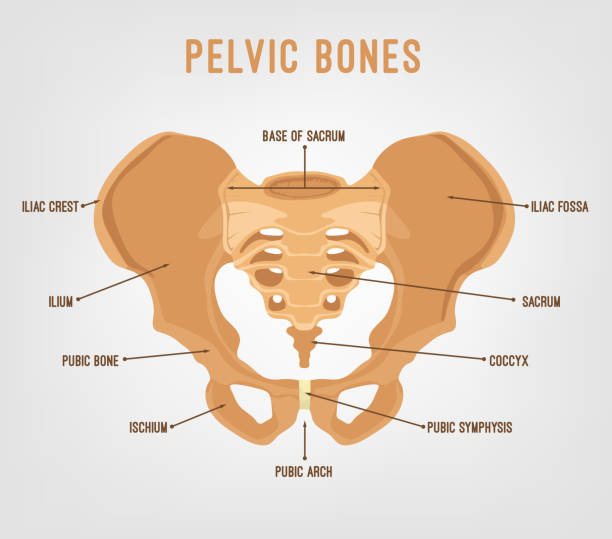 PELVIC BONES
BASE OF SACRUM
ILIAC CREST
ILIAC FOSSA
ILIUM
SACRUM
PUBIC BONE
COCCYX
ISCHIUM
PUBIC SYMPHYSIS
PUBIC ARCH